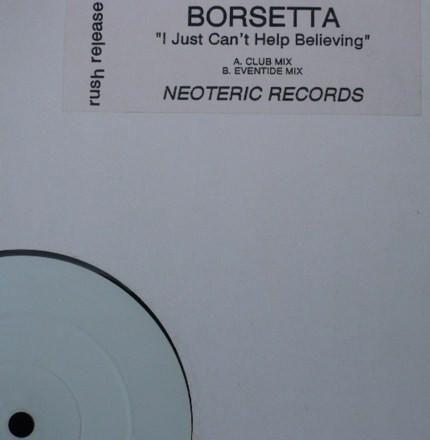 rush release
BORSETTA
"I Just Can't Help Believing"
A. CLUB MIX
B. EVENTIDE MIX
NEOTERIC RECORDS